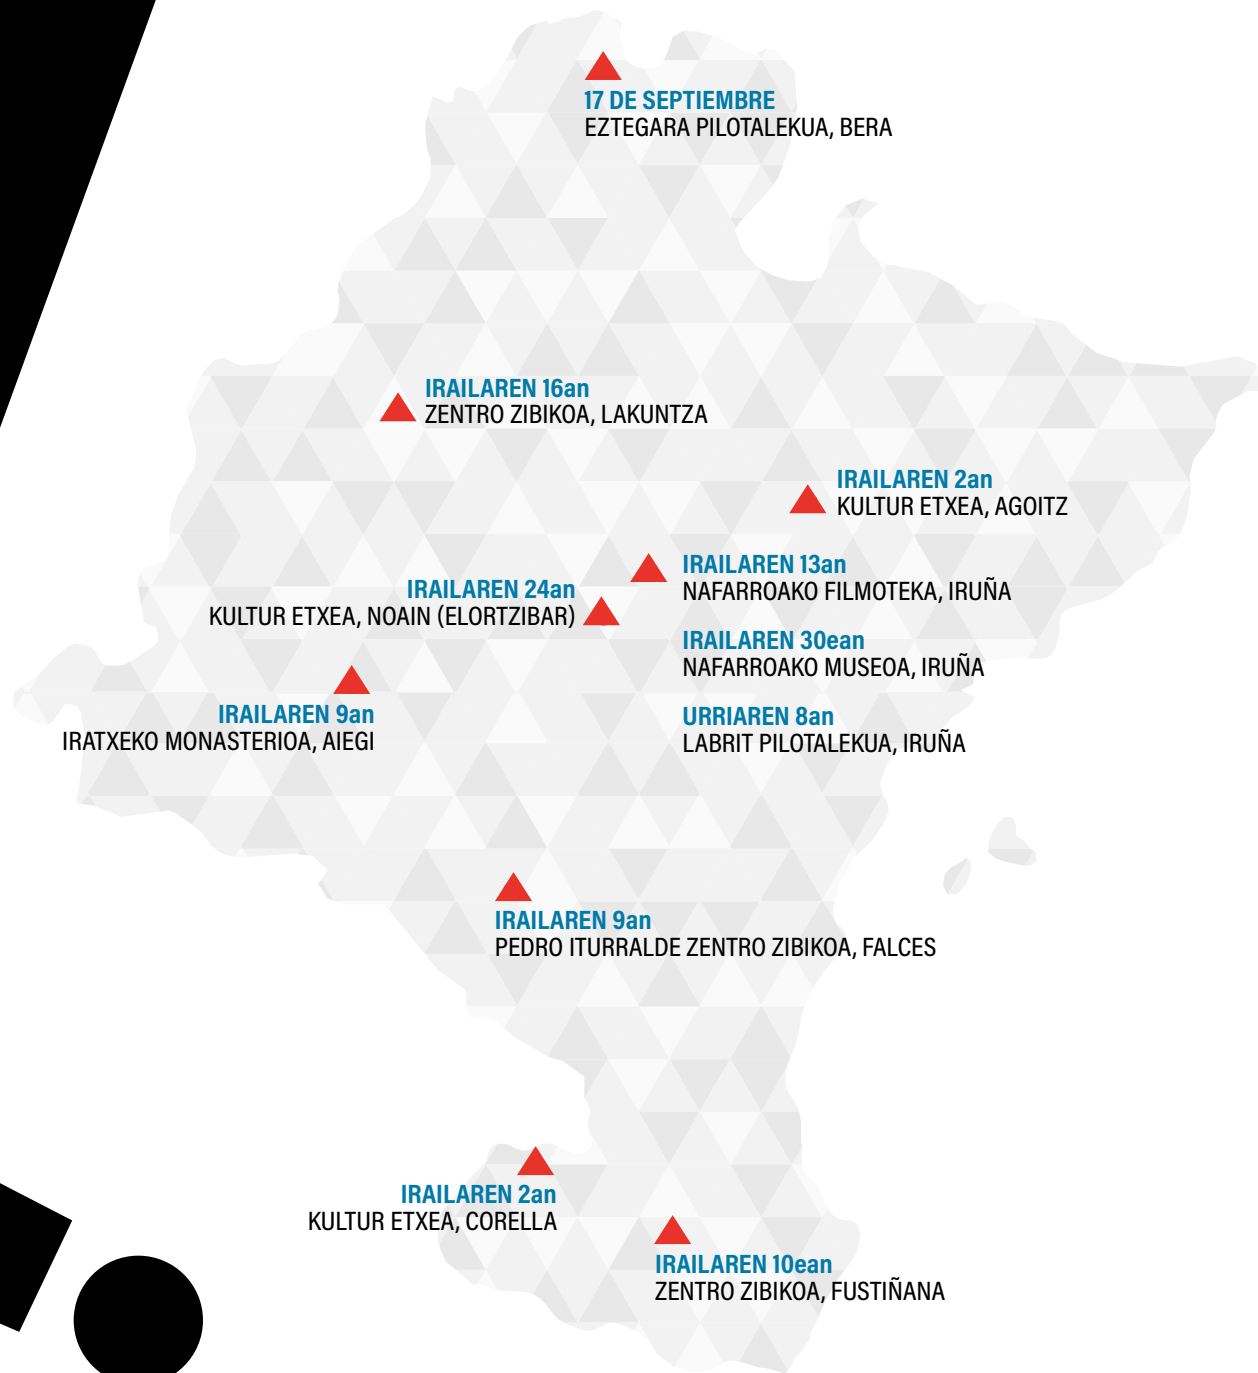 17 DE SEPTIEMBRE
EZTEGARA PILOTALEKUA, BERA
IRAILAREN 16an
ZENTRO ZIBIKOA, LAKUNTZA
IRAILAREN 2an
KULTUR ETXEA, AGOITZ
IRAILAREN 13an
NAFARROAKO FILMOTEKA, IRUÑA
IRAILAREN 24an
KULTUR ETXEA, NOAIN (ELORTZIBAR)
IRAILAREN 30ean
NAFARROAKO MUSEOA, IRUÑA
IRAILAREN 9an
IRATXEKO MONASTERIOA, AIEGI
URRIAREN 8an
LABRIT PILOTALEKUA, IRUÑA
IRAILAREN 9an
PEDRO ITURRALDE ZENTRO ZIBIKOA, FALCES
IRAILAREN 2an
KULTUR ETXEA, CORELLA
IRAILAREN 10ean
ZENTRO ZIBIKOA, FUSTIÑANA